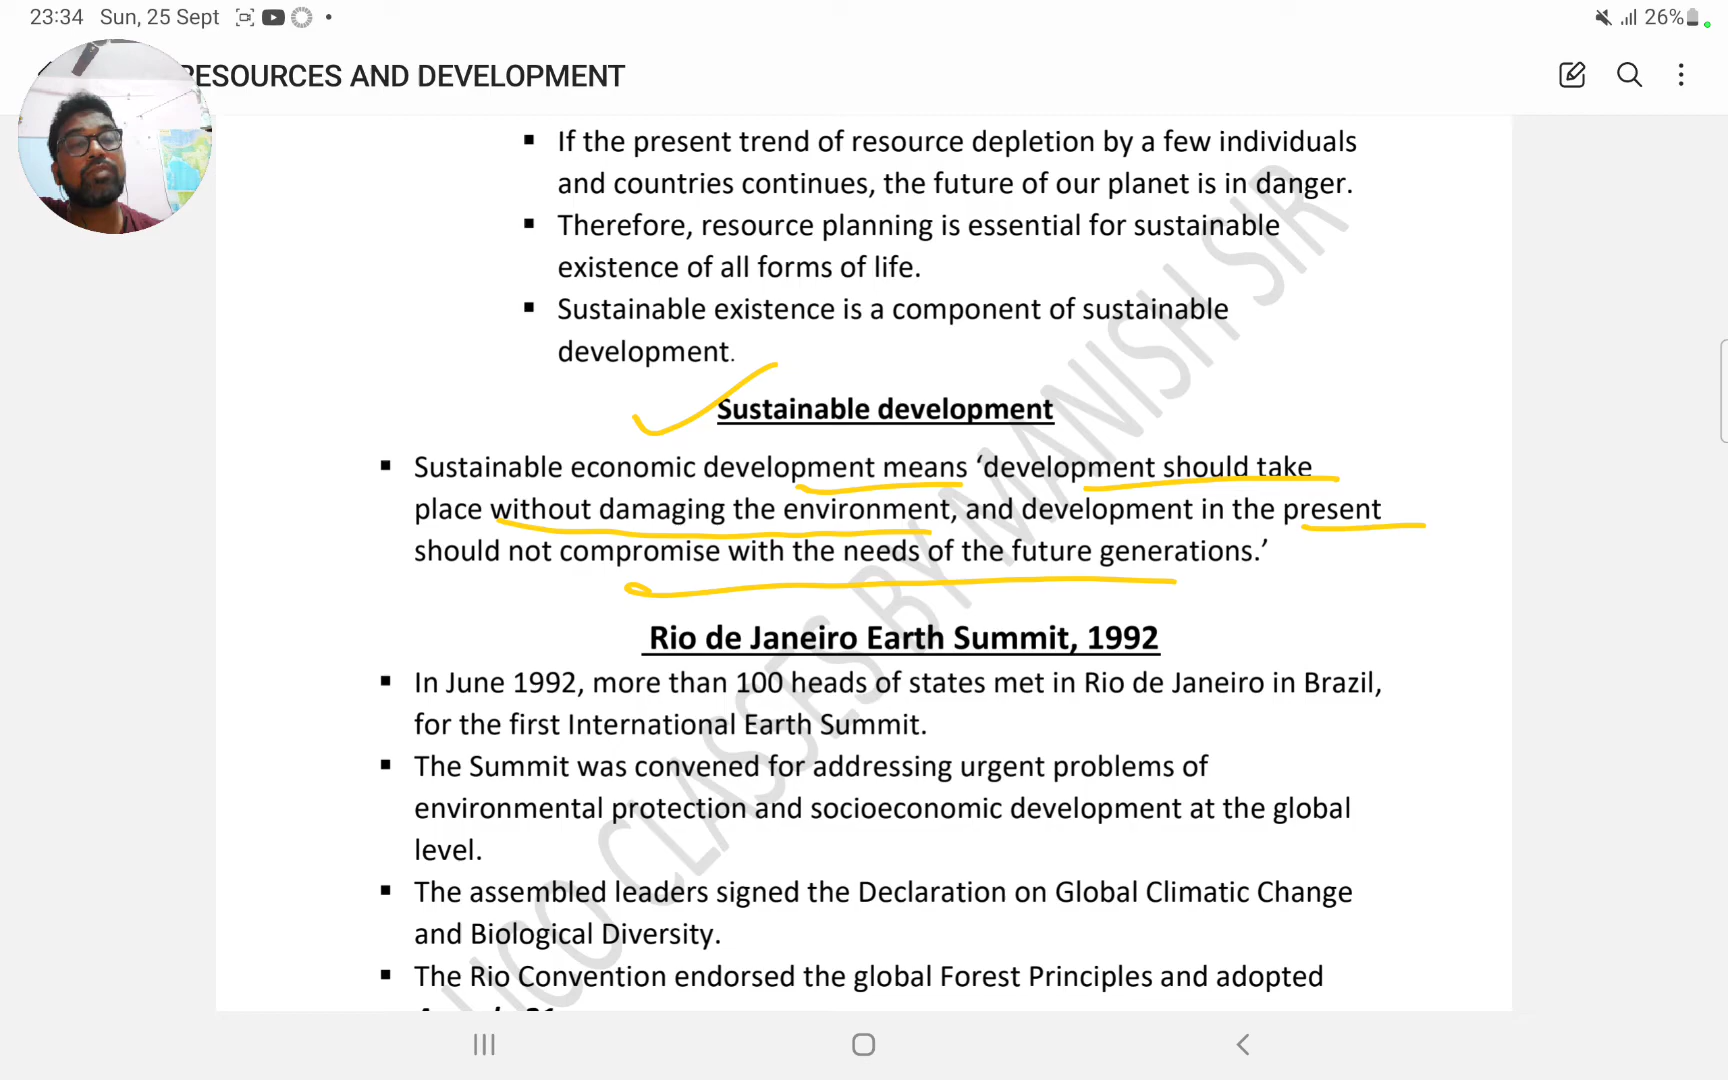 23:34 Sun, 25 Sept
26%
RESOURCES AND DEVELOPMENT
▪ If the present trend of resource depletion by a few individuals
and countries continues, the future of our planet is in danger.
▪ Therefore, resource planning is essential for sustainable
existence of all forms of life.
▪ Sustainable existence is a component of sustainable
development.
Sustainable development
▪ Sustainable economic development means ‘development should take
place without damaging the environment, and development in the present
should not compromise with the needs of the future generations.’
Rio de Janeiro Earth Summit, 1992
▪ In June 1992, more than 100 heads of states met in Rio de Janeiro in Brazil,
for the first International Earth Summit.
▪ The Summit was convened for addressing urgent problems of
environmental protection and socioeconomic development at the global
level.
▪ The assembled leaders signed the Declaration on Global Climatic Change
and Biological Diversity.
▪ The Rio Convention endorsed the global Forest Principles and adopted
CLASSES BY MANISH SIR